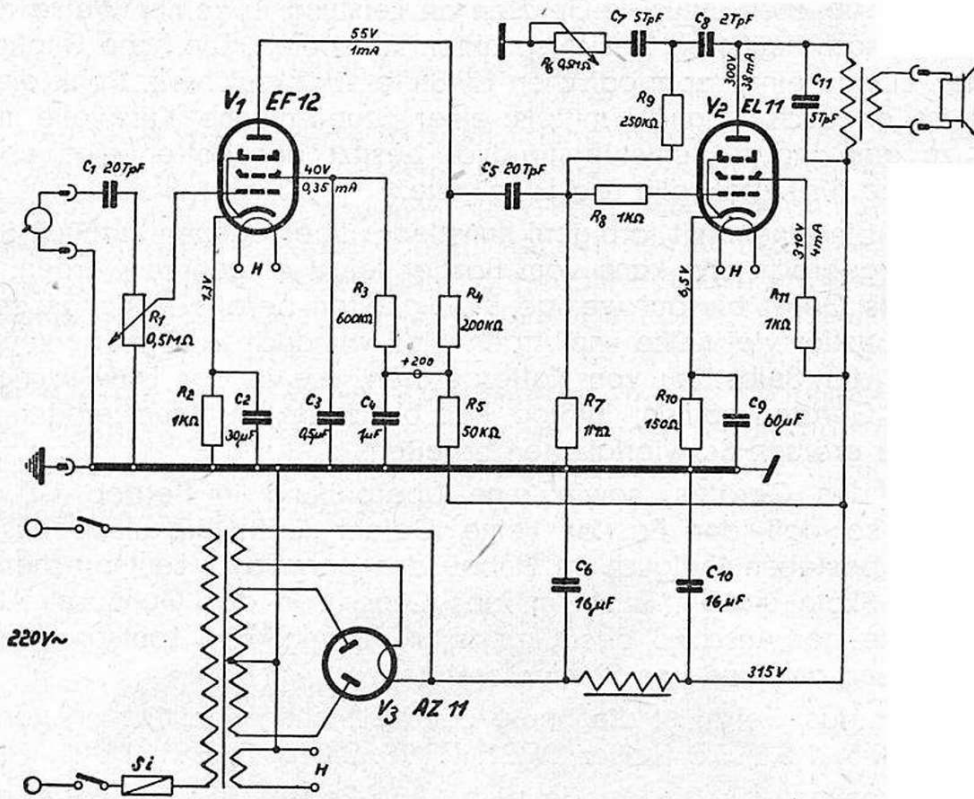 55V
1mA
C7 5TpF
C8 2TpF
R6 0,5MΩ
V1 EF12
R9
250KΩ
300V
38mA
V2 EL11
C11
5TpF
C1 20TpF
40V
0,35 mA
C5 20TpF
R8 1KΩ
H
H
1,3V
6,5V
310V
4mA
R1
0,5MΩ
R3
600KΩ
R4
200KΩ
R11
1KΩ
+200
R2
1KΩ
C2
30µF
C3
0,5µF
C4
1µF
R5
50KΩ
R7
1MΩ
R10
150Ω
C9
60µF
C6
16µF
C10
16µF
220V~
315V
V3 AZ 11
Si
H